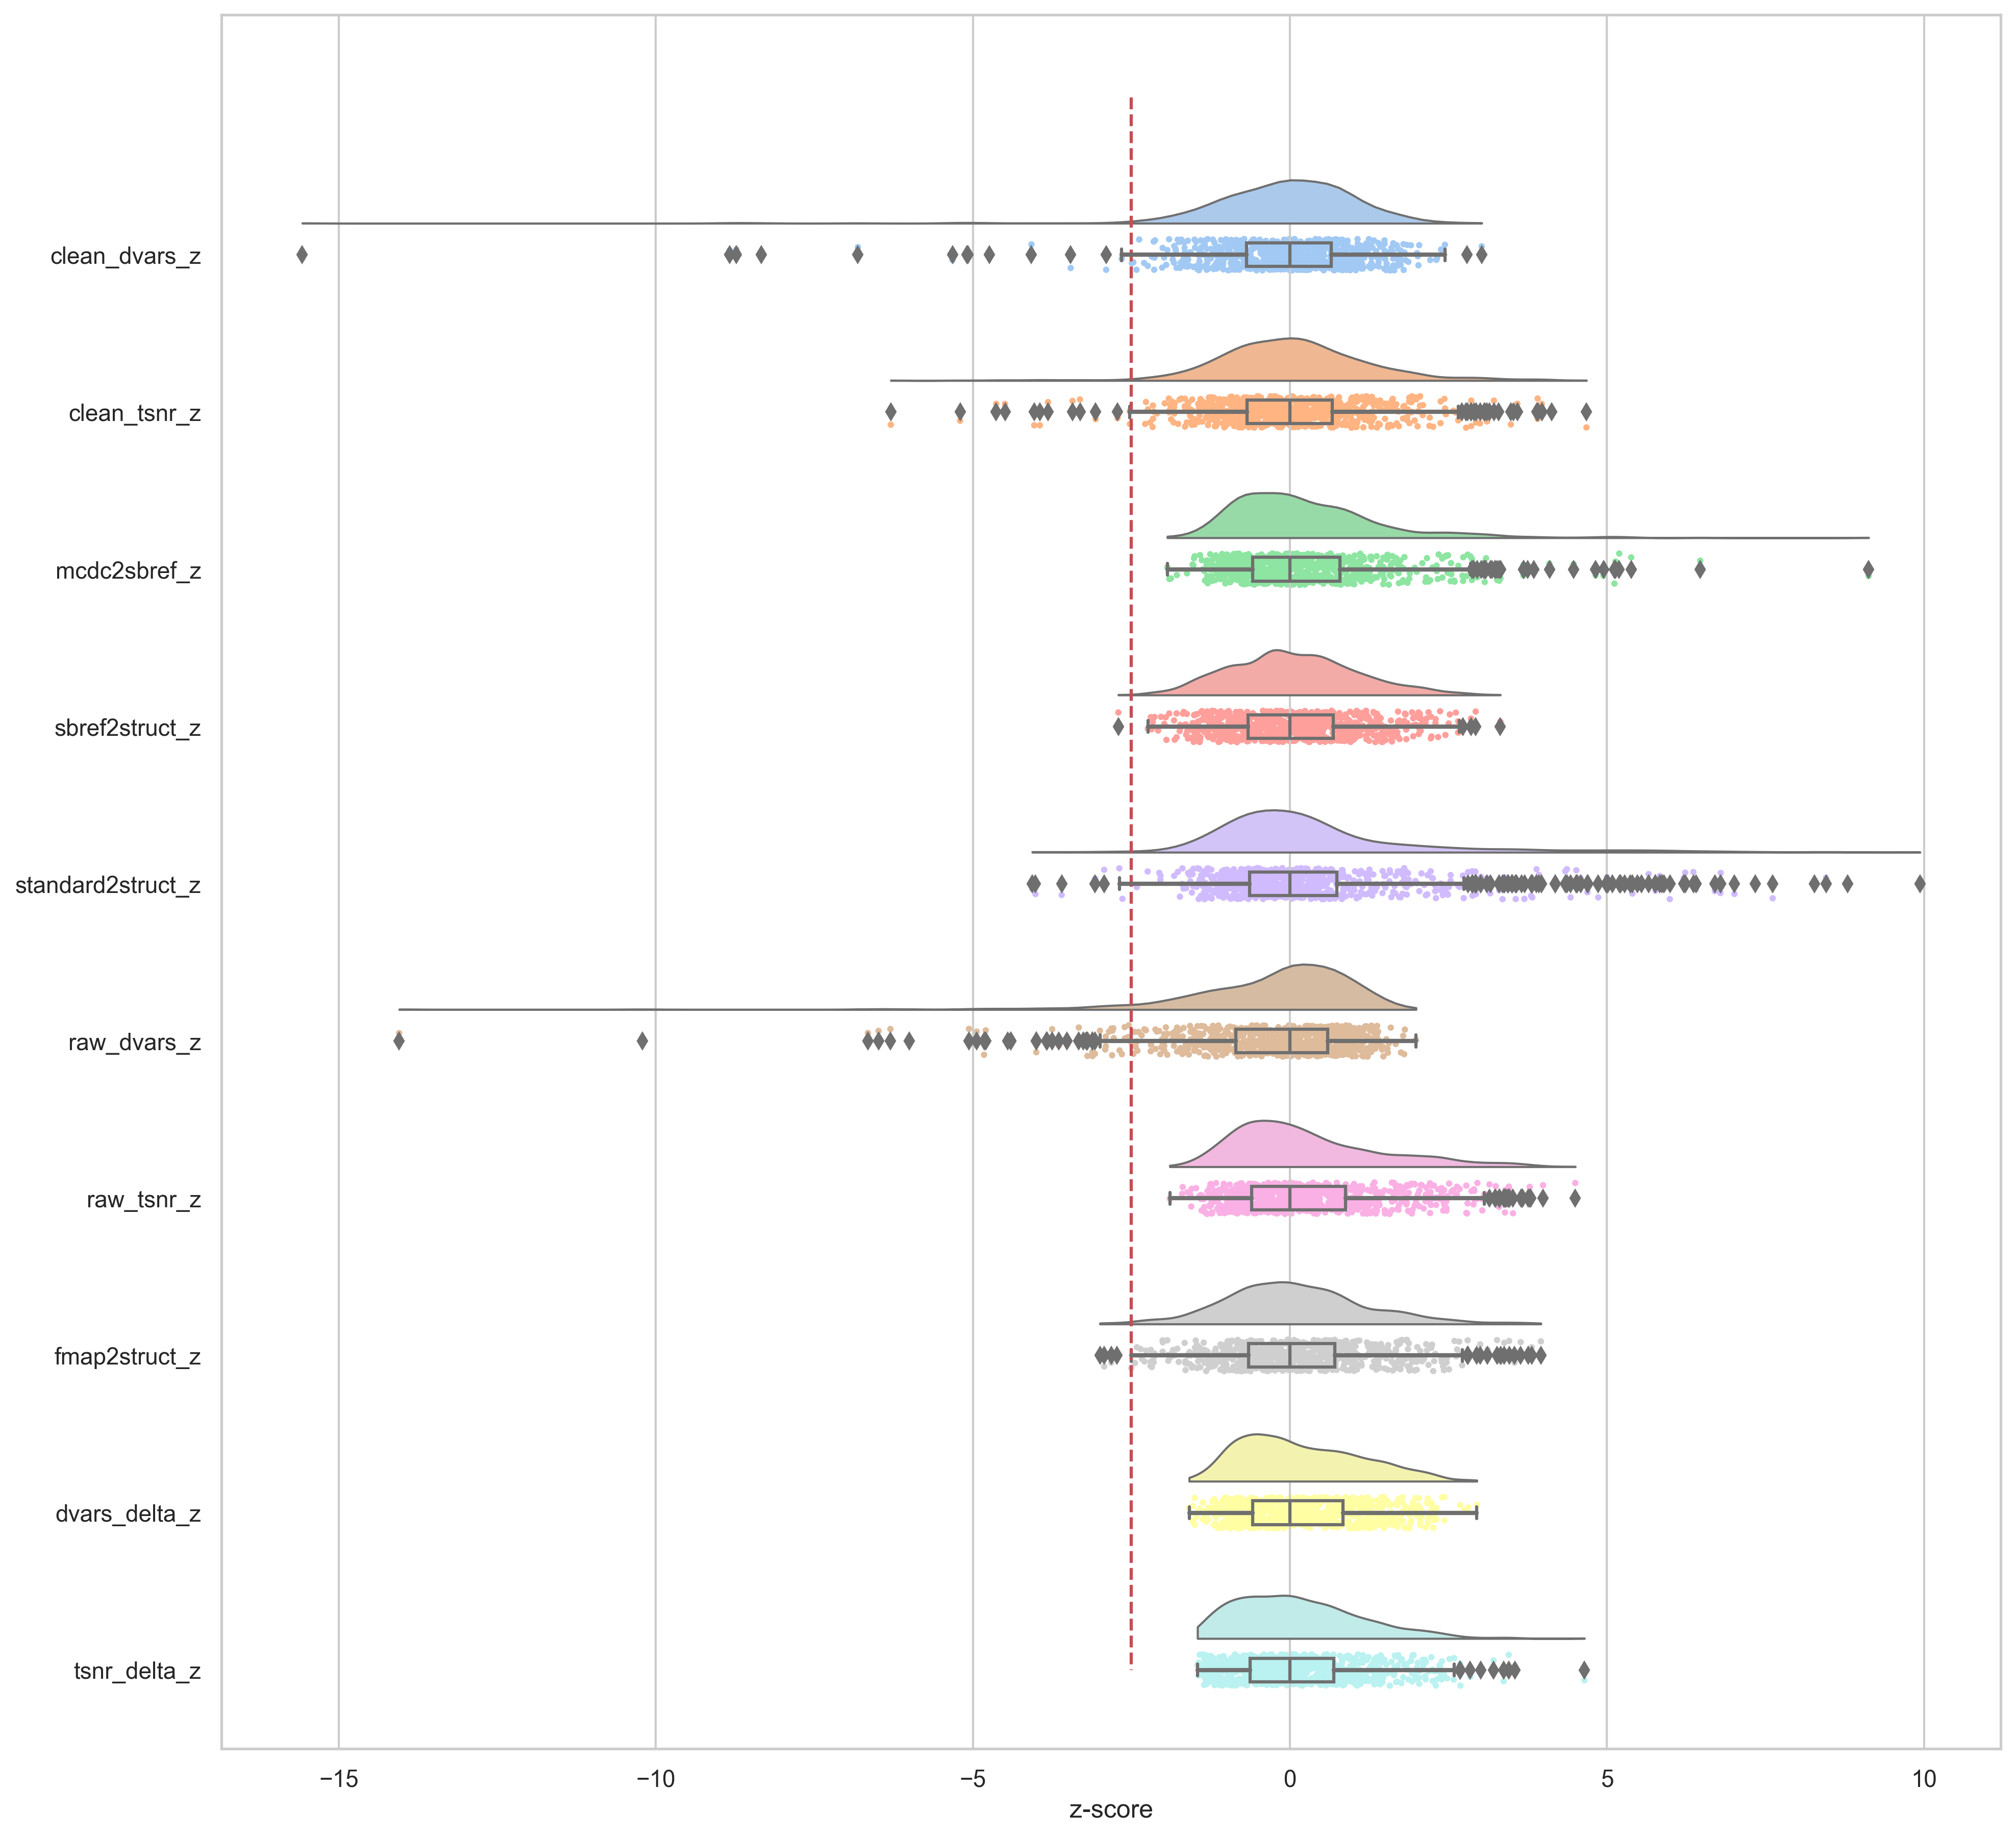 clean_dvars_z
clean_tsnr_z
mcdc2sbref_z
sbref2struct_z
standard2struct_z
raw_dvars_z
raw_tsnr_z
fmap2struct_z
dvars_delta_z
tsnr_delta_z
−15 −10 −5 0 5 10
z-score